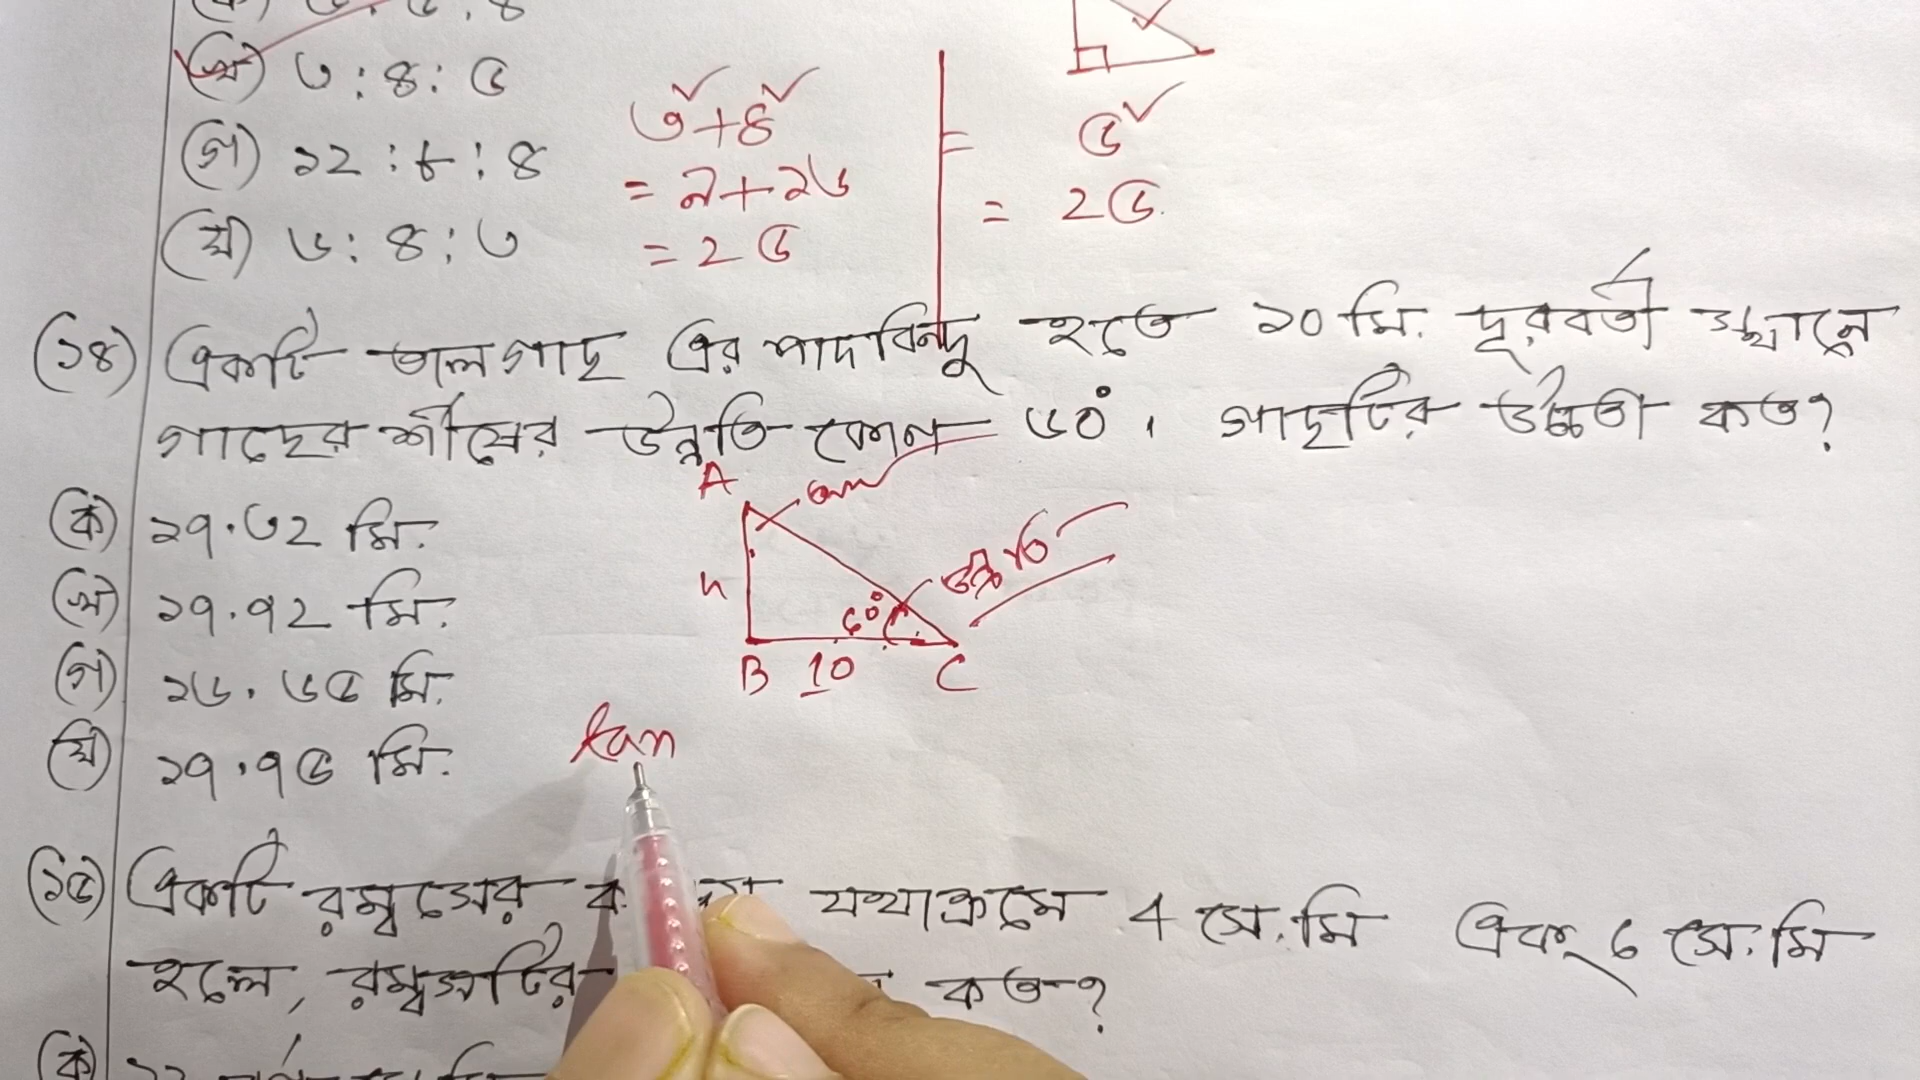 (খ) ৩ : ৪ : ৫
(গ) ১২ : ৮ : ৪
(ঘ) ৬ : ৪ : ৩
৩² + ৪²
= ৯ + ১৬
= ২৫
= ৫²
= ২৫
(১৪) একটি তালগাছ এর পাদবিন্দু হতে ১০ মি. দূরবর্তী স্থানে
গাছের শীর্ষের উন্নতি কোন ৬০°। গাছটির উচ্চতা কত?
(ক) ১৭.৩২ মি.
(খ) ১৭.৭২ মি.
(গ) ১৬.৬৫ মি.
(ঘ) ১৭.৭৫ মি.
A
h
60°
উন্নতি
B 10 C
tan
(১৫) একটি রম্বসের যথাক্রমে 4 সে.মি এবং 6 সে.মি
হলে, রম্বসটির কত?
(ক)